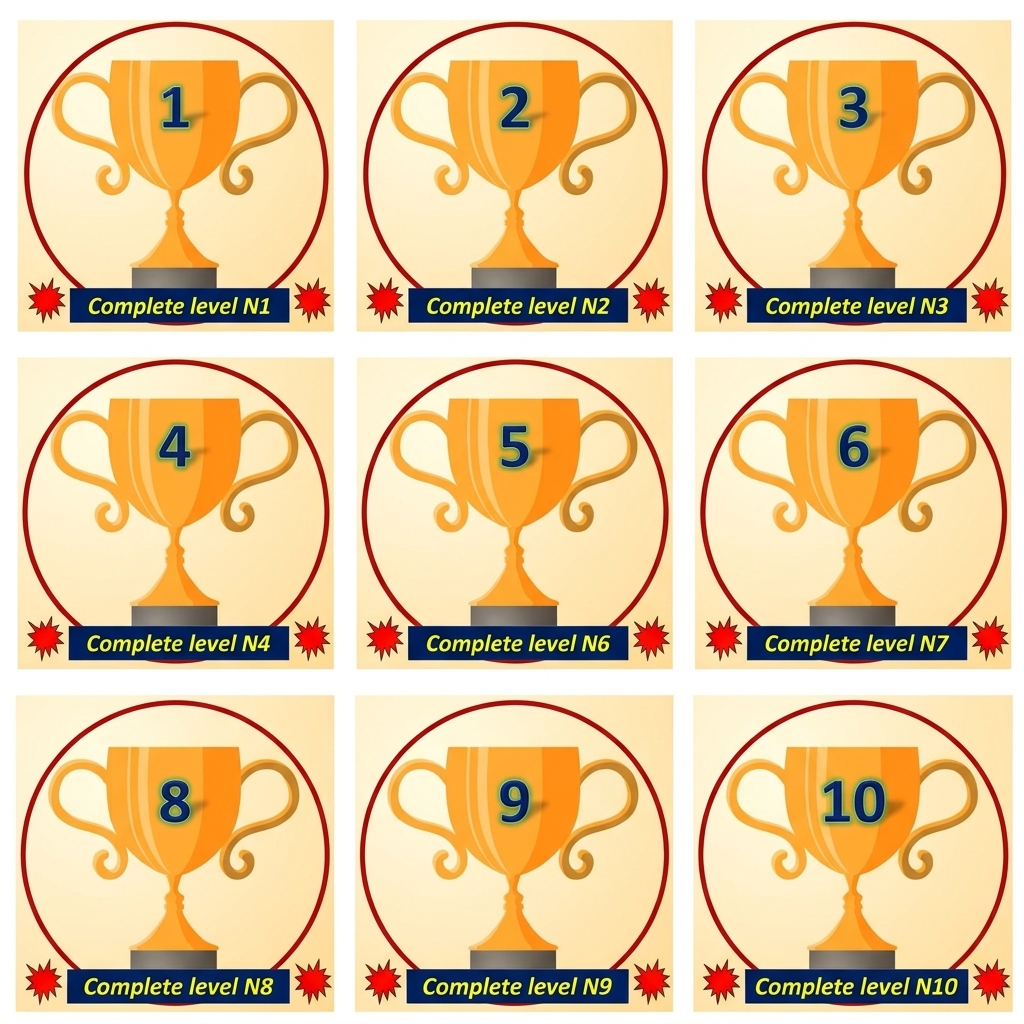 1
Complete level N1
2
Complete level N2
3
Complete level N3
4
Complete level N4
5
Complete level N6
6
Complete level N7
8
Complete level N8
9
Complete level N9
10
Complete level N10